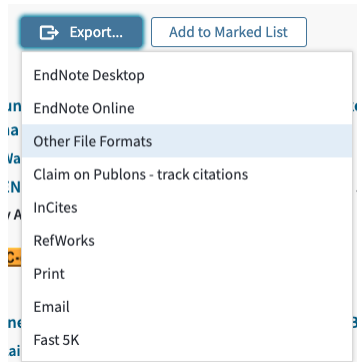 Export...
Add to Marked List
EndNote Desktop
EndNote Online
Other File Formats
Claim on Publons - track citations
InCites
RefWorks
Print
Email
Fast 5K